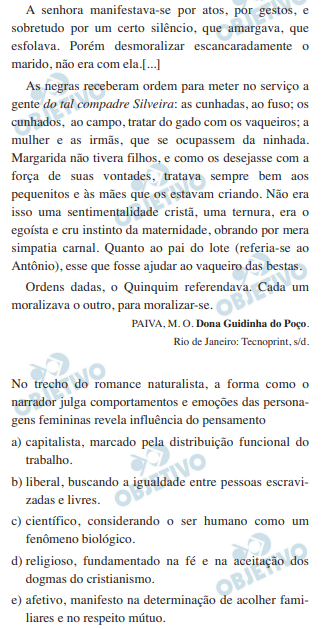 A senhora manifestava-se por atos, por gestos, e
sobretudo por um certo silêncio, que amargava, que
esfolava. Porém desmoralizar escancaradamente o
marido, não era com ela.[...]
As negras receberam ordem para meter no serviço a
gente do tal compadre Silveira: as cunhadas, ao fuso; os
cunhados, ao campo, tratar do gado com os vaqueiros; a
mulher e as irmãs, que se ocupassem da ninhada.
Margarida não tivera filhos, e como os desejasse com a
força de suas vontades, tratava sempre bem aos
pequenitos e às mães que os estavam criando. Não era
isso uma sentimentalidade cristã, uma ternura, era o
egoísta e cru instinto da maternidade, obrando por mera
simpatia carnal. Quanto ao pai do lote (referia-se ao
Antônio), esse que fosse ajudar ao vaqueiro das bestas.
Ordens dadas, o Quinquim referendava. Cada um
moralizava o outro, para moralizar-se.
PAIVA, M. O. Dona Guidinha do Poço.
Rio de Janeiro: Tecnoprint, s/d.
No trecho do romance naturalista, a forma como o
narrador julga comportamentos e emoções das persona-
gens femininas revela influência do pensamento
a) capitalista, marcado pela distribuição funcional do
trabalho.
b) liberal, buscando a igualdade entre pessoas escravi-
zadas e livres.
c) científico, considerando o ser humano como um
fenômeno biológico.
d) religioso, fundamentado na fé e na aceitação dos
dogmas do cristianismo.
e) afetivo, manifesto na determinação de acolher fami-
liares e no respeito mútuo.
OBJETIVO
OBJETIVO
OBJETIVO
OBJETIVO
OBJETIVO
OBJETIVO
OBJETIVO